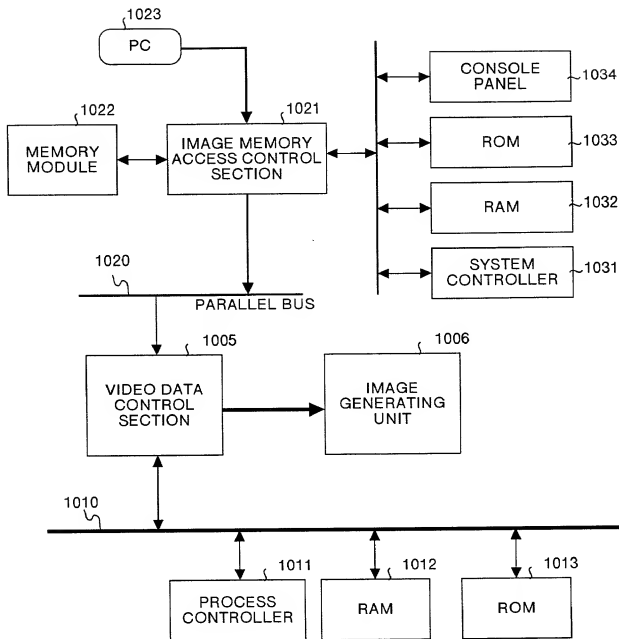 1023
PC
1022
MEMORY
MODULE
1021
IMAGE MEMORY
ACCESS CONTROL
SECTION
CONSOLE
PANEL
1034
ROM
1033
RAM
1032
SYSTEM
CONTROLLER
1031
1020
PARALLEL BUS
1005
VIDEO DATA
CONTROL
SECTION
1006
IMAGE
GENERATING
UNIT
1010
1011
PROCESS
CONTROLLER
1012
RAM
1013
ROM